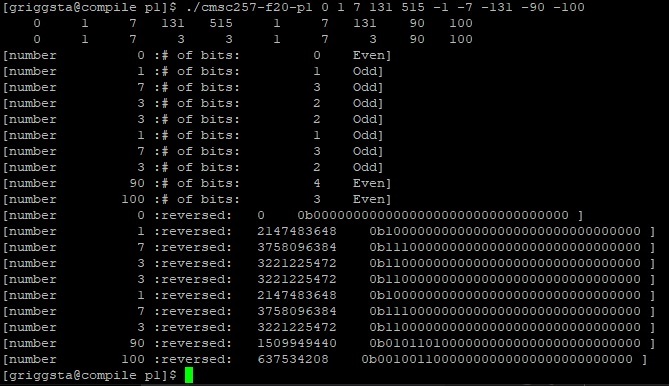 [griggsta@compile p1]$ ./cmsc257-f20-p1 0 1 7 131 515 -1 -7 -131 -90 -100
0 1 7 131 515 1 7 131 90 100
0 1 7 3 3 1 7 3 90 100
[number 0 :# of bits: 0 Even]
[number 1 :# of bits: 1 Odd]
[number 7 :# of bits: 3 Odd]
[number 3 :# of bits: 2 Odd]
[number 3 :# of bits: 2 Odd]
[number 1 :# of bits: 1 Odd]
[number 7 :# of bits: 3 Odd]
[number 3 :# of bits: 2 Odd]
[number 90 :# of bits: 4 Even]
[number 100 :# of bits: 3 Even]
[number 0 :reversed: 0 0b00000000000000000000000000000000 ]
[number 1 :reversed: 2147483648 0b10000000000000000000000000000000 ]
[number 7 :reversed: 3758096384 0b11100000000000000000000000000000 ]
[number 3 :reversed: 3221225472 0b11000000000000000000000000000000 ]
[number 3 :reversed: 3221225472 0b11000000000000000000000000000000 ]
[number 1 :reversed: 2147483648 0b10000000000000000000000000000000 ]
[number 7 :reversed: 3758096384 0b11100000000000000000000000000000 ]
[number 3 :reversed: 3221225472 0b11000000000000000000000000000000 ]
[number 90 :reversed: 1509949440 0b01011010000000000000000000000000 ]
[number 100 :reversed: 637534208 0b00100110000000000000000000000000 ]
[griggsta@compile p1]$